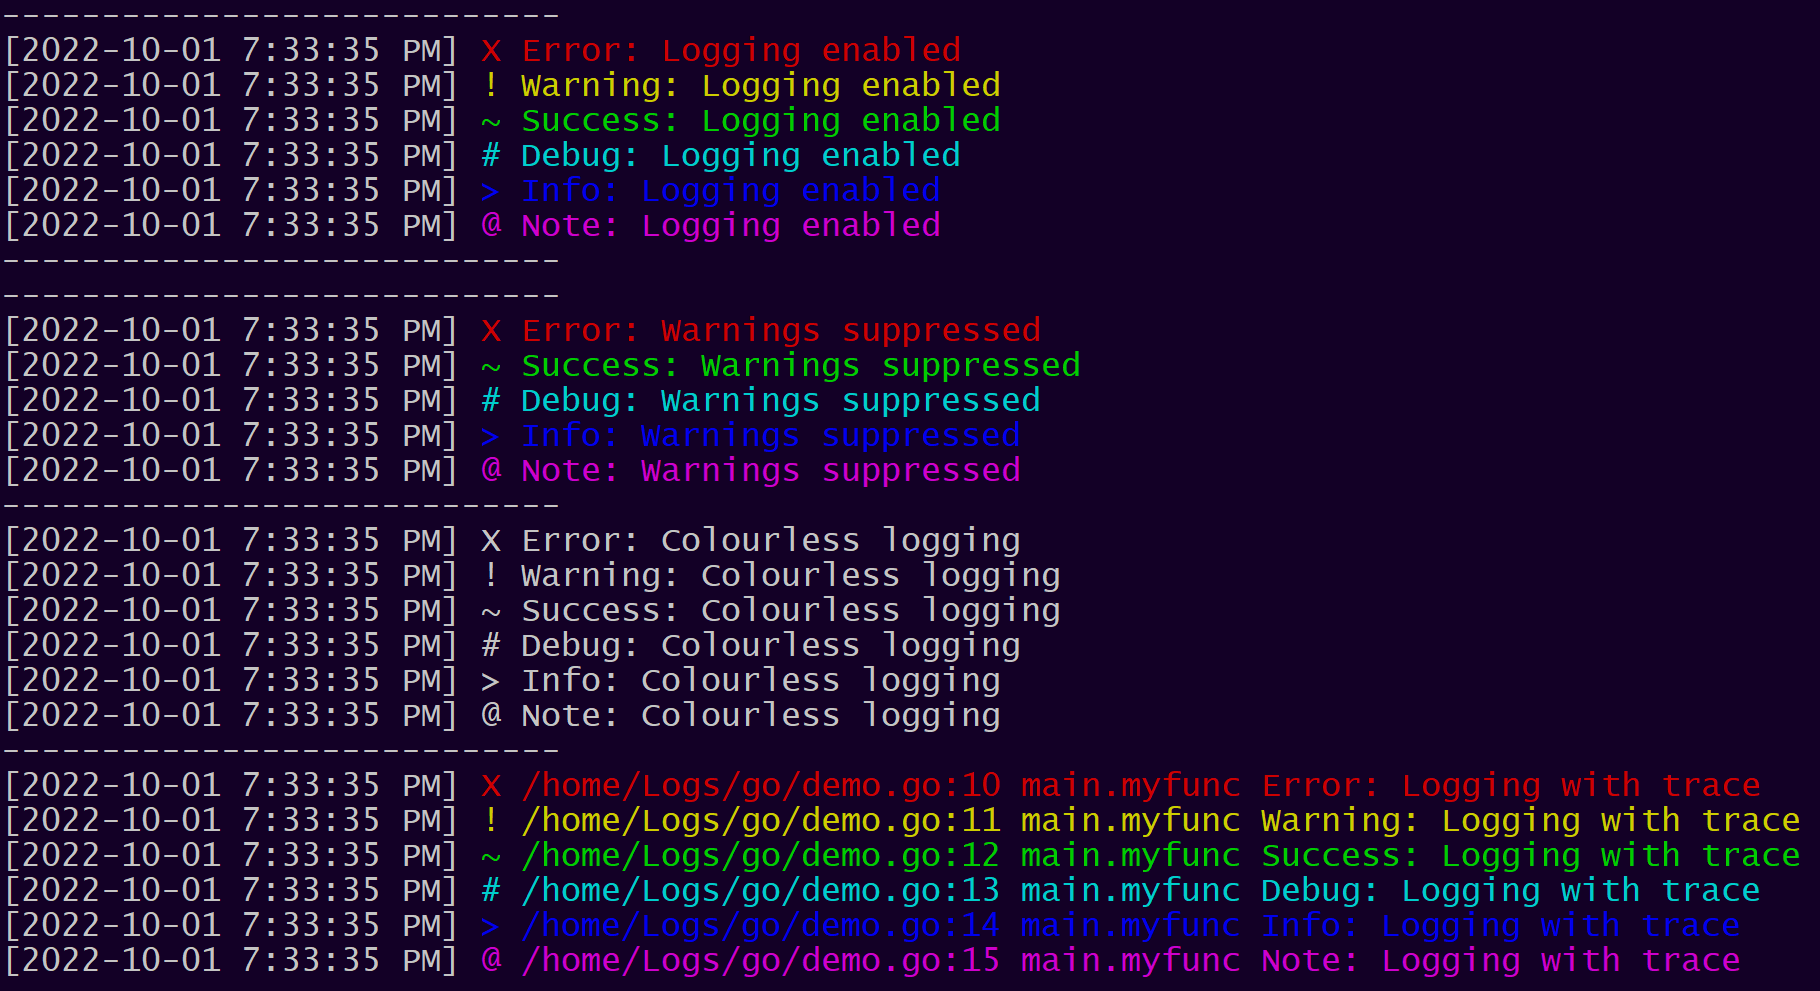 ----------------------------
[2022-10-01 7:33:35 PM] X Error: Logging enabled
[2022-10-01 7:33:35 PM] ! Warning: Logging enabled
[2022-10-01 7:33:35 PM] ~ Success: Logging enabled
[2022-10-01 7:33:35 PM] # Debug: Logging enabled
[2022-10-01 7:33:35 PM] > Info: Logging enabled
[2022-10-01 7:33:35 PM] @ Note: Logging enabled
----------------------------
----------------------------
[2022-10-01 7:33:35 PM] X Error: Warnings suppressed
[2022-10-01 7:33:35 PM] ~ Success: Warnings suppressed
[2022-10-01 7:33:35 PM] # Debug: Warnings suppressed
[2022-10-01 7:33:35 PM] > Info: Warnings suppressed
[2022-10-01 7:33:35 PM] @ Note: Warnings suppressed
----------------------------
[2022-10-01 7:33:35 PM] X Error: Colourless logging
[2022-10-01 7:33:35 PM] ! Warning: Colourless logging
[2022-10-01 7:33:35 PM] ~ Success: Colourless logging
[2022-10-01 7:33:35 PM] # Debug: Colourless logging
[2022-10-01 7:33:35 PM] > Info: Colourless logging
[2022-10-01 7:33:35 PM] @ Note: Colourless logging
----------------------------
[2022-10-01 7:33:35 PM] X /home/Logs/go/demo.go:10 main.myfunc Error: Logging with trace
[2022-10-01 7:33:35 PM] ! /home/Logs/go/demo.go:11 main.myfunc Warning: Logging with trace
[2022-10-01 7:33:35 PM] ~ /home/Logs/go/demo.go:12 main.myfunc Success: Logging with trace
[2022-10-01 7:33:35 PM] # /home/Logs/go/demo.go:13 main.myfunc Debug: Logging with trace
[2022-10-01 7:33:35 PM] > /home/Logs/go/demo.go:14 main.myfunc Info: Logging with trace
[2022-10-01 7:33:35 PM] @ /home/Logs/go/demo.go:15 main.myfunc Note: Logging with trace